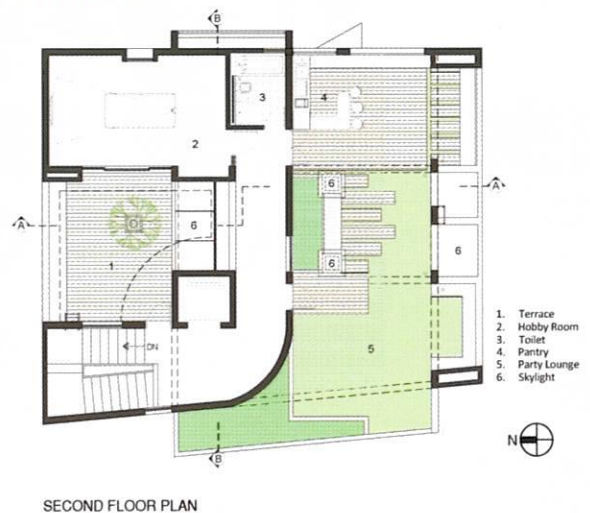 B
3
4
2
6
A
A
6
6
1
6
DN
5
1. Terrace
2. Hobby Room
3. Toilet
4. Pantry
5. Party Lounge
6. Skylight
N
B
SECOND FLOOR PLAN